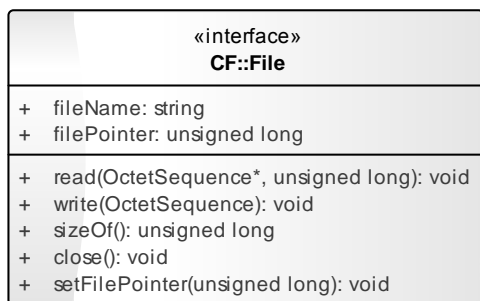 «interface»
CF::File
+ fileName: string
+ filePointer: unsigned long
+ read(OctetSequence*, unsigned long): void
+ write(OctetSequence): void
+ sizeOf(): unsigned long
+ close(): void
+ setFilePointer(unsigned long): void